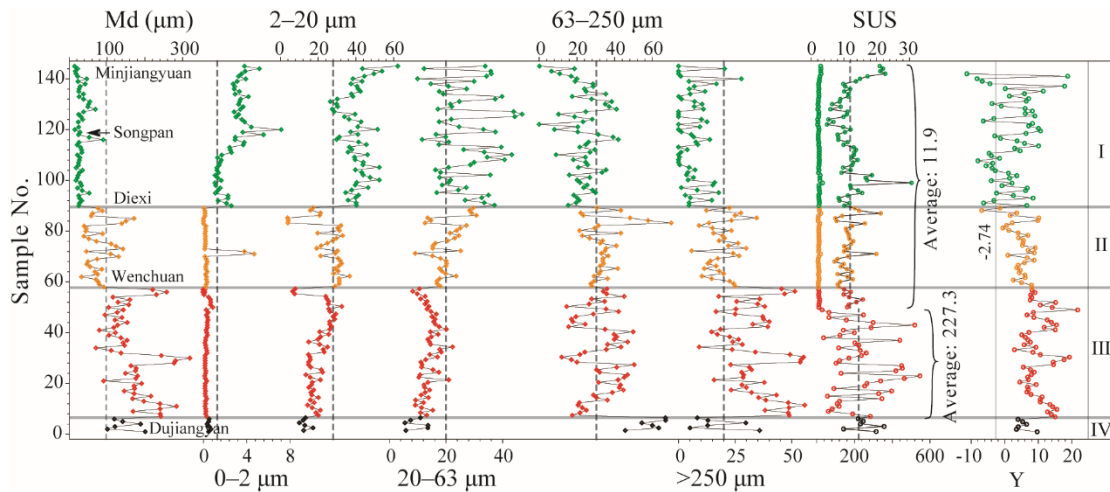 Md (μm) 2–20 μm 63–250 μm SUS
100 300 0 20 40 60 0 20 40 60 0 10 20 30
Sample No.
140
120
100
80
60
40
20
0
Minjiangyuan
Songpan
Diexi
Wenchuan
Dujiangyan
Average: 11.9
Average: 227.3
-2.74
I
II
III
IV
0 8 0 20 40 0 25 50 200 600 -10 0 10 20
0–2 μm 20–63 μm >250 μm Y